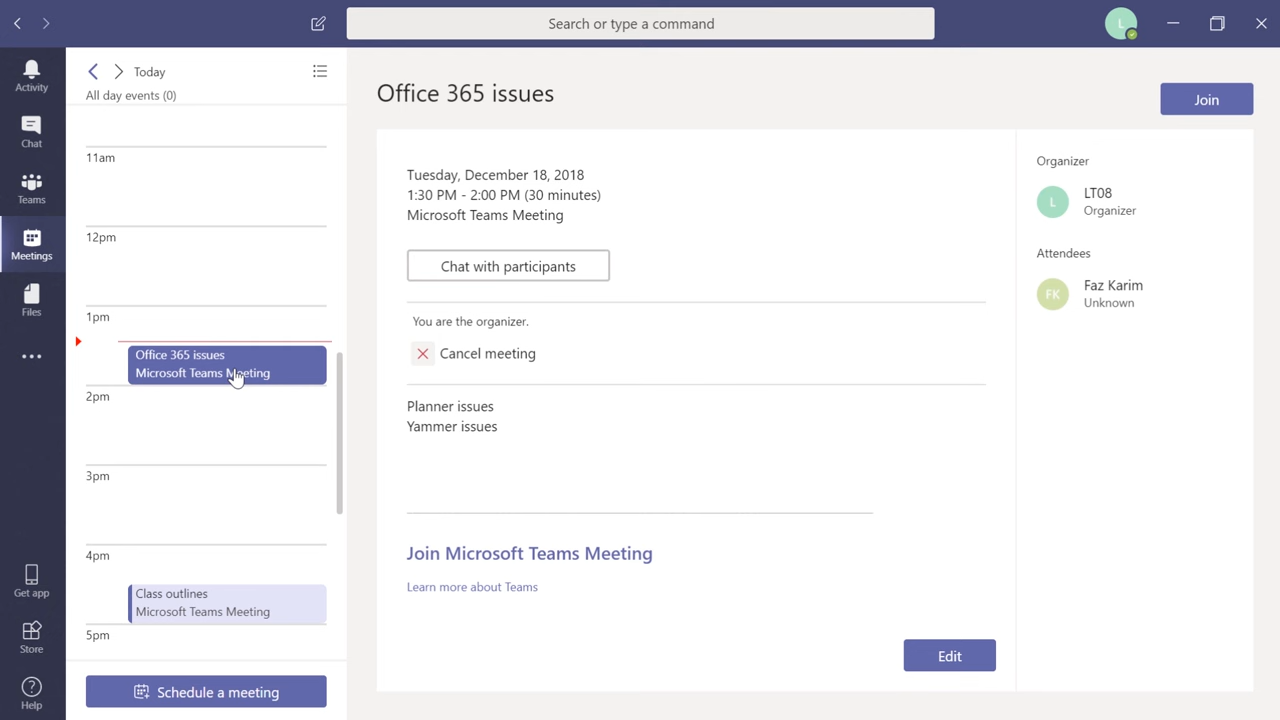 Search or type a command
L
Activity
Chat
Teams
Meetings
Files
Get app
Store
Help
Today
All day events (0)
11am
12pm
1pm
Office 365 issues
Microsoft Teams Meeting
2pm
3pm
4pm
Class outlines
Microsoft Teams Meeting
5pm
Schedule a meeting
Office 365 issues
Join
Tuesday, December 18, 2018
1:30 PM - 2:00 PM (30 minutes)
Microsoft Teams Meeting
Chat with participants
You are the organizer.
Cancel meeting
Planner issues
Yammer issues
Join Microsoft Teams Meeting
Learn more about Teams
Edit
Organizer
L
LT08
Organizer
Attendees
FK
Faz Karim
Unknown